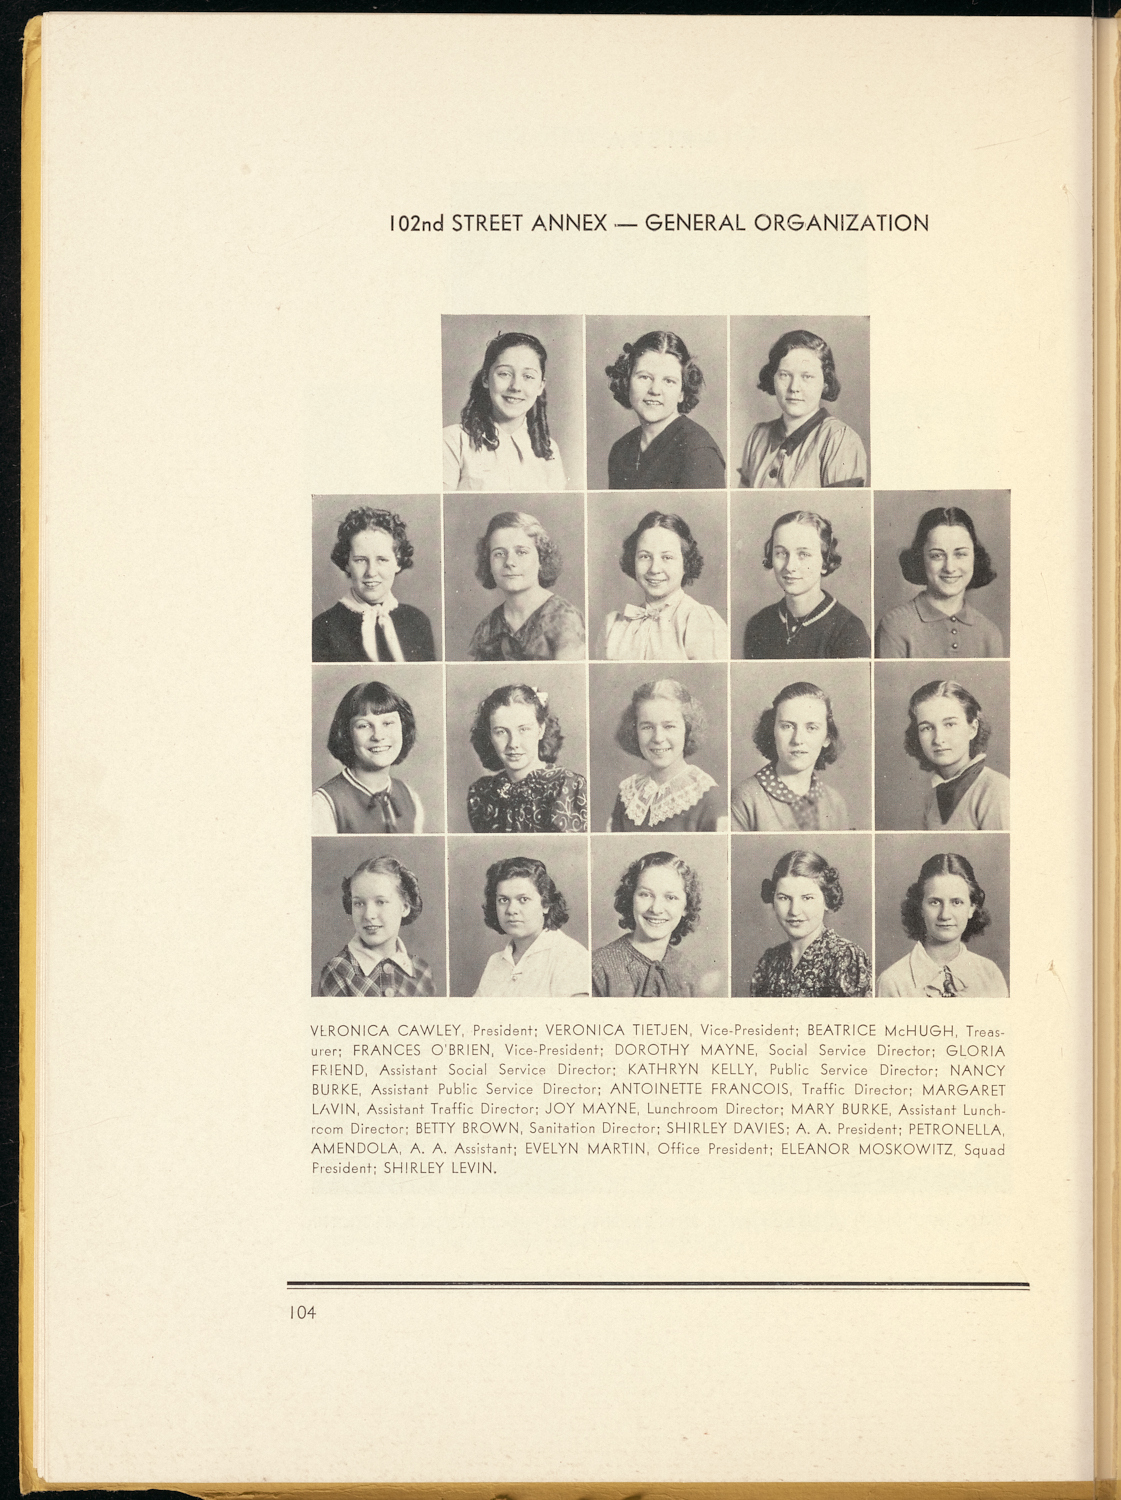 102nd STREET ANNEX — GENERAL ORGANIZATION
VERONICA CAWLEY, President; VERONICA TIETJEN, Vice-President; BEATRICE McHUGH, Treas-
urer; FRANCES O'BRIEN, Vice-President; DOROTHY MAYNE, Social Service Director; GLORIA
FRIEND, Assistant Social Service Director; KATHRYN KELLY, Public Service Director; NANCY
BURKE, Assistant Public Service Director; ANTOINETTE FRANCOIS, Traffic Director; MARGARET
LAVIN, Assistant Traffic Director; JOY MAYNE, Lunchroom Director; MARY BURKE, Assistant Lunch-
room Director; BETTY BROWN, Sanitation Director; SHIRLEY DAVIES; A. A. President; PETRONELLA,
AMENDOLA, A. A. Assistant; EVELYN MARTIN, Office President; ELEANOR MOSKOWITZ, Squad
President; SHIRLEY LEVIN.
104